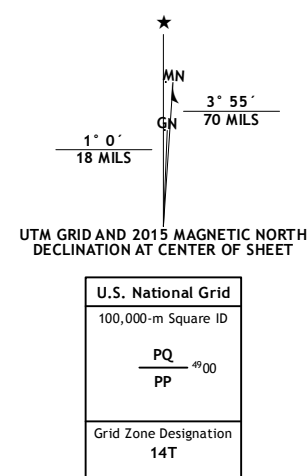 ★
MN
3° 55´
GN
70 MILS
1° 0´
18 MILS
UTM GRID AND 2015 MAGNETIC NORTH
DECLINATION AT CENTER OF SHEET
U.S. National Grid
100,000-m Square ID
PQ
4900
PP
Grid Zone Designation
14T